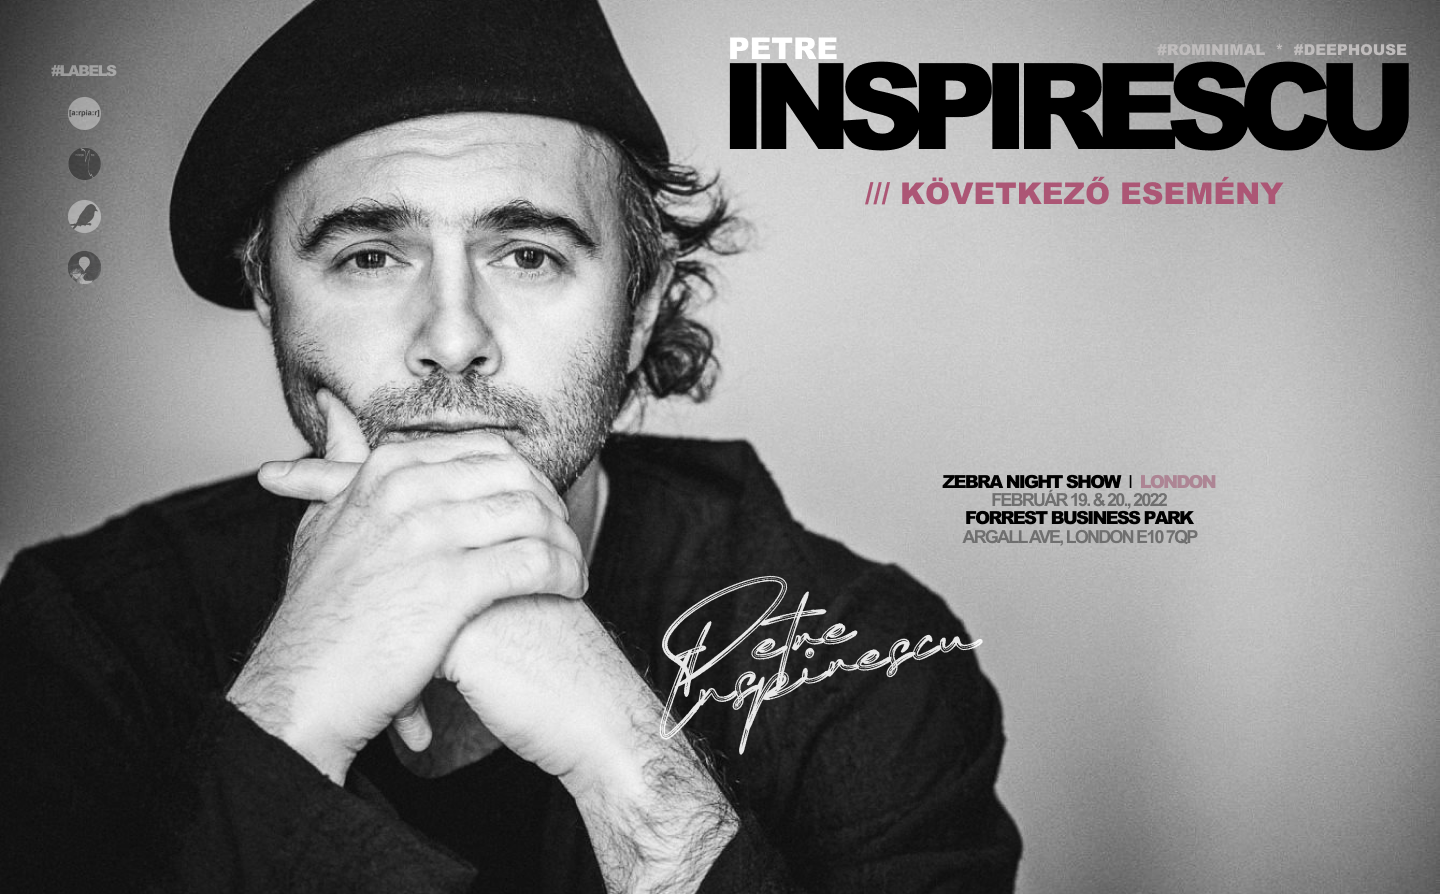 PETRE
#ROMINIMAL * #DEEPHOUSE
INSPIRESCU
#LABELS
[a:rpia:r]
/// KÖVETKEZŐ ESEMÉNY
ZEBRA NIGHT SHOW | LONDON
FEBRUÁR 19. & 20., 2022
FORREST BUSINESS PARK
ARGALL AVE, LONDON E10 7QP
Petre
Inspirescu